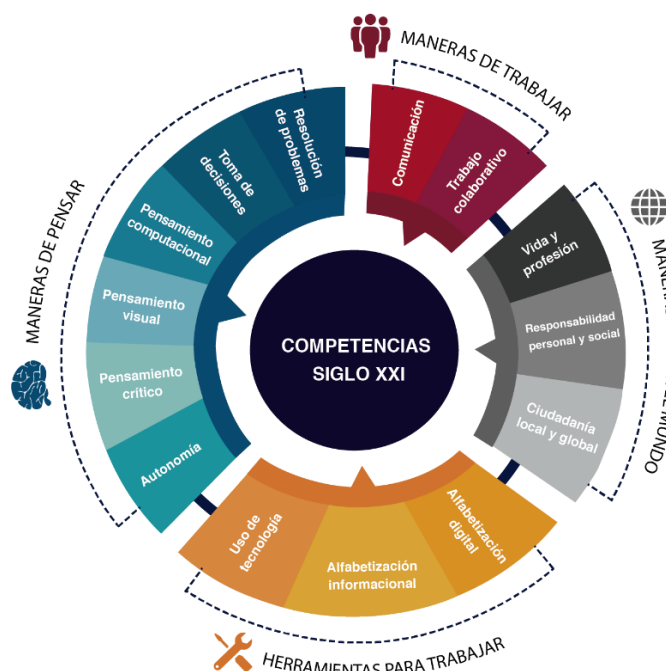 MANERAS DE TRABAJAR
Comunicación
Trabajo
colaborativo
Vida y
profesión
Responsabilidad
personal y social
Ciudadanía
local y global
MUNDO
Alfabetización
digital
Alfabetización
informacional
Uso de
tecnología
HERRAMIENTAS PARA TRABAJAR
MANERAS DE PENSAR
Autonomía
Pensamiento
crítico
Pensamiento
visual
Pensamiento
computacional
Toma de
decisiones
Resolución
de problemas
COMPETENCIAS
SIGLO XXI